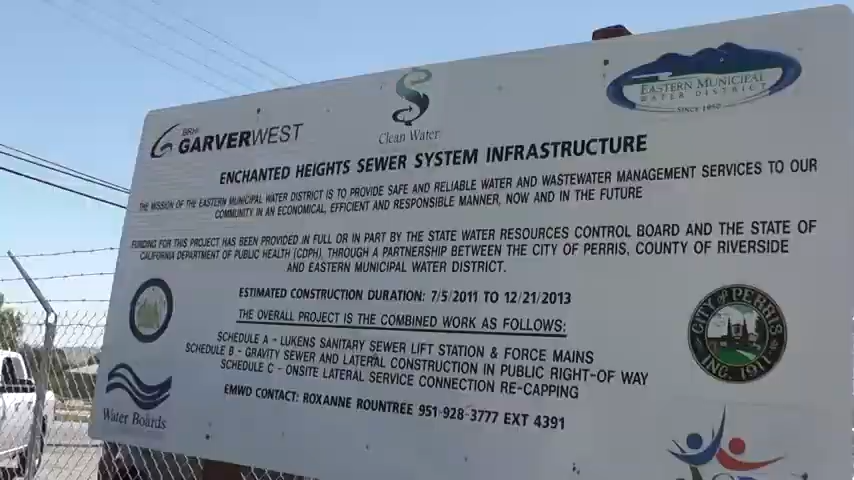 BRH
GARVERWEST
Clean Water
EASTERN MUNICIPAL
WATER DISTRICT
SINCE 1950
ENCHANTED HEIGHTS SEWER SYSTEM INFRASTRUCTURE
THE MISSION OF THE EASTERN MUNICIPAL WATER DISTRICT IS TO PROVIDE SAFE AND RELIABLE WATER AND WASTEWATER MANAGEMENT SERVICES TO OUR
COMMUNITY IN AN ECONOMICAL, EFFICIENT AND RESPONSIBLE MANNER, NOW AND IN THE FUTURE
FUNDING FOR THIS PROJECT HAS BEEN PROVIDED IN FULL OR IN PART BY THE STATE WATER RESOURCES CONTROL BOARD AND THE STATE OF
CALIFORNIA DEPARTMENT OF PUBLIC HEALTH (CDPH), THROUGH A PARTNERSHIP BETWEEN THE CITY OF PERRIS, COUNTY OF RIVERSIDE
AND EASTERN MUNICIPAL WATER DISTRICT.
ESTIMATED CONSTRUCTION DURATION: 7/5/2011 TO 12/21/2013
THE OVERALL PROJECT IS THE COMBINED WORK AS FOLLOWS:
SCHEDULE A - LUKENS SANITARY SEWER LIFT STATION & FORCE MAINS
SCHEDULE B - GRAVITY SEWER AND LATERAL CONSTRUCTION IN PUBLIC RIGHT-OF WAY
SCHEDULE C - ONSITE LATERAL SERVICE CONNECTION RE-CAPPING
EMWD CONTACT: ROXANNE ROUNTREE 951-928-3777 EXT 4391
CITY OF PERRIS
INC. 1911
Water Boards